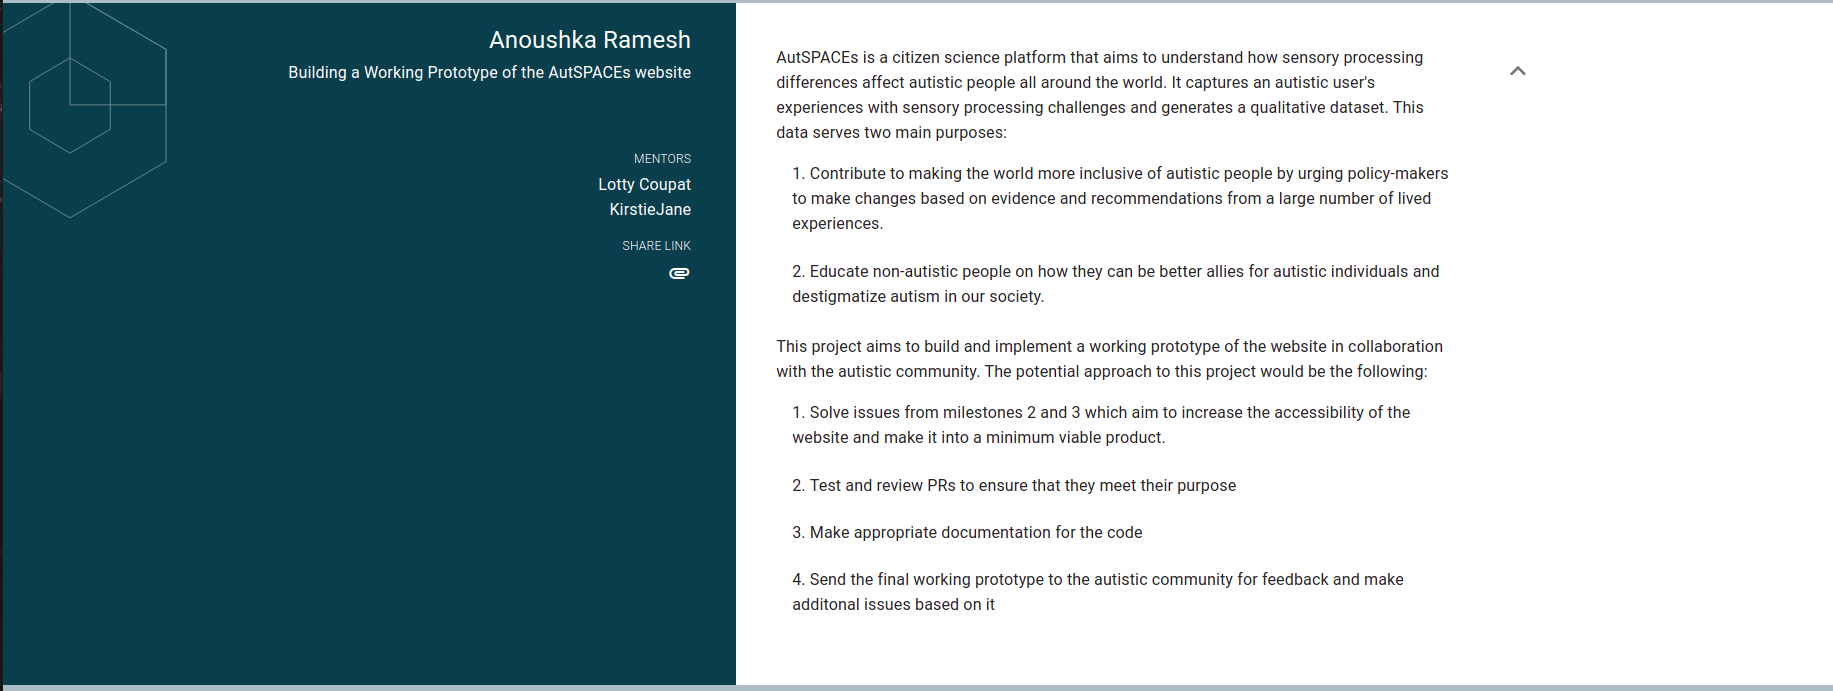 Anoushka Ramesh
Building a Working Prototype of the AutSPACEs website
MENTORS
Lotty Coupat
KirstieJane
SHARE LINK
AutSPACEs is a citizen science platform that aims to understand how sensory processing
differences affect autistic people all around the world. It captures an autistic user's
experiences with sensory processing challenges and generates a qualitative dataset. This
data serves two main purposes:
1. Contribute to making the world more inclusive of autistic people by urging policy-makers
to make changes based on evidence and recommendations from a large number of lived
experiences.
2. Educate non-autistic people on how they can be better allies for autistic individuals and
destigmatize autism in our society.
This project aims to build and implement a working prototype of the website in collaboration
with the autistic community. The potential approach to this project would be the following:
1. Solve issues from milestones 2 and 3 which aim to increase the accessibility of the
website and make it into a minimum viable product.
2. Test and review PRs to ensure that they meet their purpose
3. Make appropriate documentation for the code
4. Send the final working prototype to the autistic community for feedback and make
additonal issues based on it